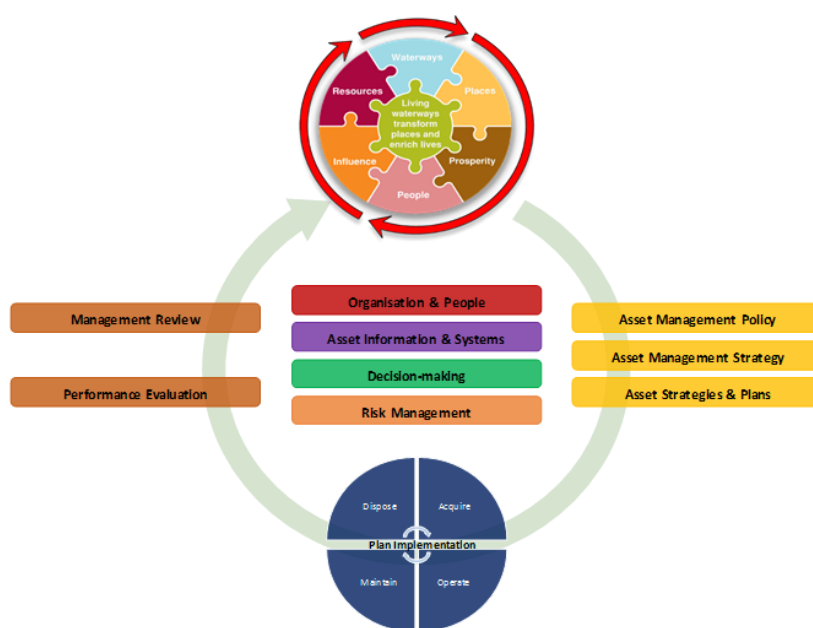 Waterways
Resources
Places
Living
waterways
transform
places and
enrich lives
Influence
Prosperity
People
Management Review
Performance Evaluation
Organisation & People
Asset Information & Systems
Decision-making
Risk Management
Asset Management Policy
Asset Management Strategy
Asset Strategies & Plans
Dispose
Acquire
Plan Implementation
Maintain
Operate